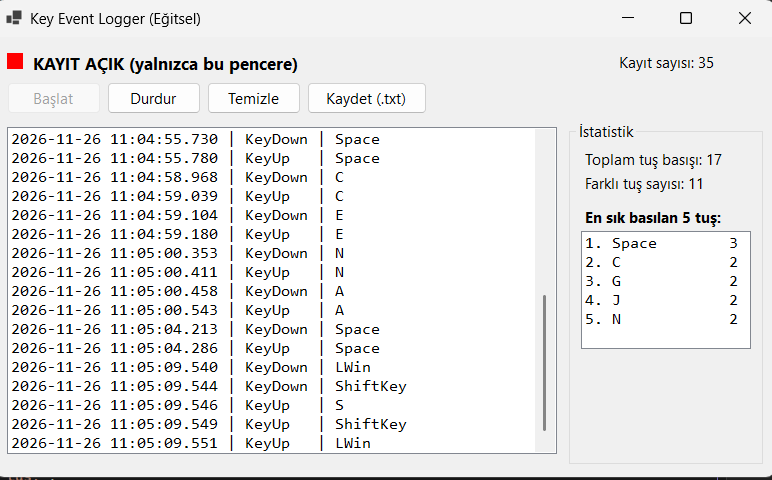 Key Event Logger (Eğitsel)
KAYIT AÇIK (yalnızca bu pencere)
Kayıt sayısı: 35
Başlat
Durdur
Temizle
Kaydet (.txt)
2026-11-26 11:04:55.730 | KeyDown | Space
2026-11-26 11:04:55.780 | KeyUp | Space
2026-11-26 11:04:58.968 | KeyDown | C
2026-11-26 11:04:59.039 | KeyUp | C
2026-11-26 11:04:59.104 | KeyDown | E
2026-11-26 11:04:59.180 | KeyUp | E
2026-11-26 11:05:00.353 | KeyDown | N
2026-11-26 11:05:00.411 | KeyUp | N
2026-11-26 11:05:00.458 | KeyDown | A
2026-11-26 11:05:00.543 | KeyUp | A
2026-11-26 11:05:04.213 | KeyDown | Space
2026-11-26 11:05:04.286 | KeyUp | Space
2026-11-26 11:05:09.540 | KeyDown | LWin
2026-11-26 11:05:09.544 | KeyDown | ShiftKey
2026-11-26 11:05:09.546 | KeyUp | S
2026-11-26 11:05:09.549 | KeyUp | ShiftKey
2026-11-26 11:05:09.551 | KeyUp | LWin
İstatistik
Toplam tuş basışı: 17
Farklı tuş sayısı: 11
En sık basılan 5 tuş:
1. Space 3
2. C 2
3. G 2
4. J 2
5. N 2